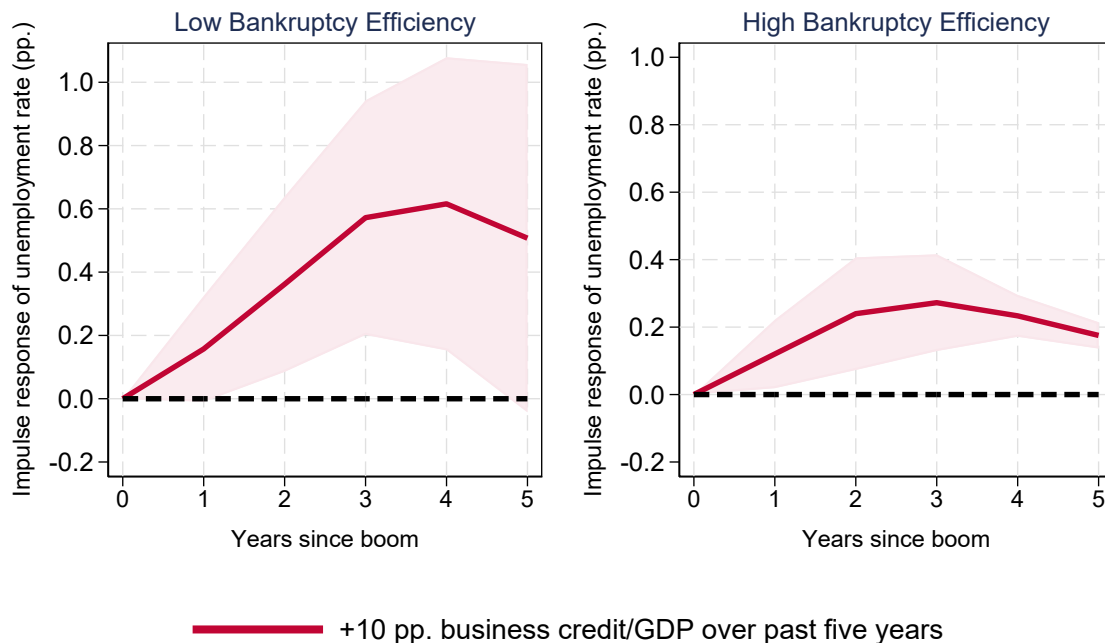 Low Bankruptcy Efficiency
Impulse response of unemployment rate (pp.)
1.0
0.8
0.6
0.4
0.2
0.0
-0.2
0 1 2 3 4 5
Years since boom
High Bankruptcy Efficiency
Impulse response of unemployment rate (pp.)
1.0
0.8
0.6
0.4
0.2
0.0
-0.2
0 1 2 3 4 5
Years since boom
+10 pp. business credit/GDP over past five years